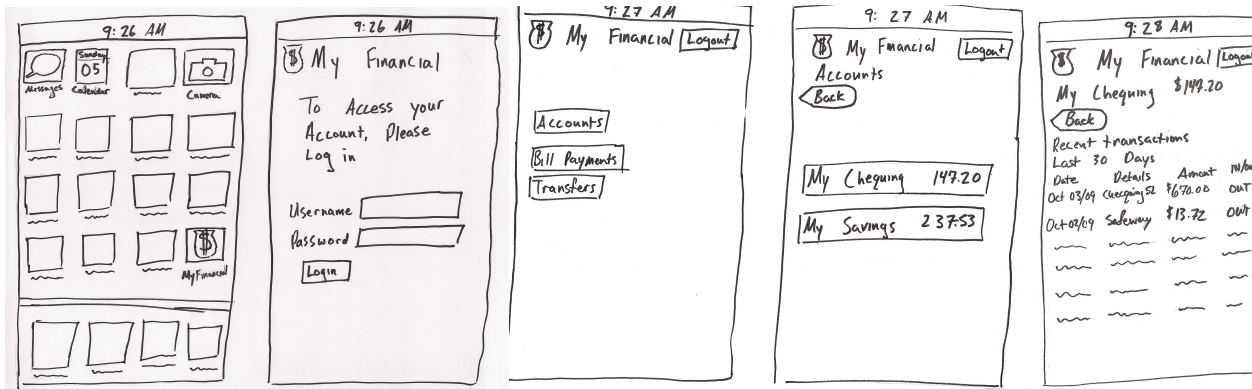 9:26 AM
Sunday
05
Messages Calendar Camera
$
My Financial
9:26 AM
$ My Financial
To Access your
Account, Please
Log in
Username
Password
Login
9:27 AM
$ My Financial Logout
Accounts
Bill Payments
Transfers
9:27 AM
$ My Financial Logout
Accounts
Back
My Chequing 147.20
My Savings 237.53
9:28 AM
$ My Financial Logout
My Chequing $147.20
Back
Recent transactions
Last 30 Days
Date Details Amount
Oct 03/09 $670.00 OUT
Oct 02/09 Safeway $13.72 OUT